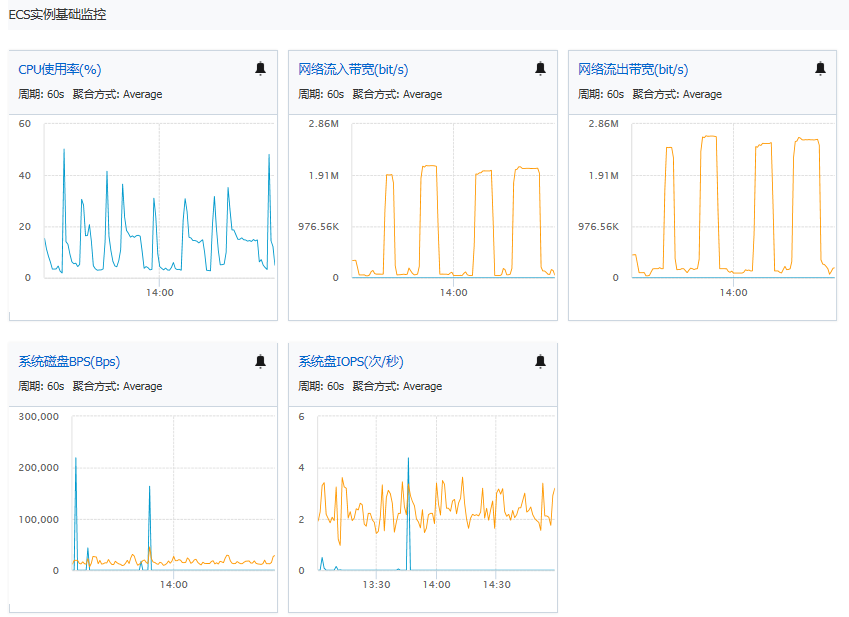 ECS实例基础监控
CPU使用率(%)
周期: 60s 聚合方式: Average
60
40
20
0
14:00
网络流入带宽(bit/s)
周期: 60s 聚合方式: Average
2.86M
1.91M
976.56K
0
14:00
网络流出带宽(bit/s)
周期: 60s 聚合方式: Average
2.86M
1.91M
976.56K
0
14:00
系统磁盘BPS(Bps)
周期: 60s 聚合方式: Average
300,000
200,000
100,000
0
14:00
系统盘IOPS(次/秒)
周期: 60s 聚合方式: Average
6
4
2
0
13:30 14:00 14:30